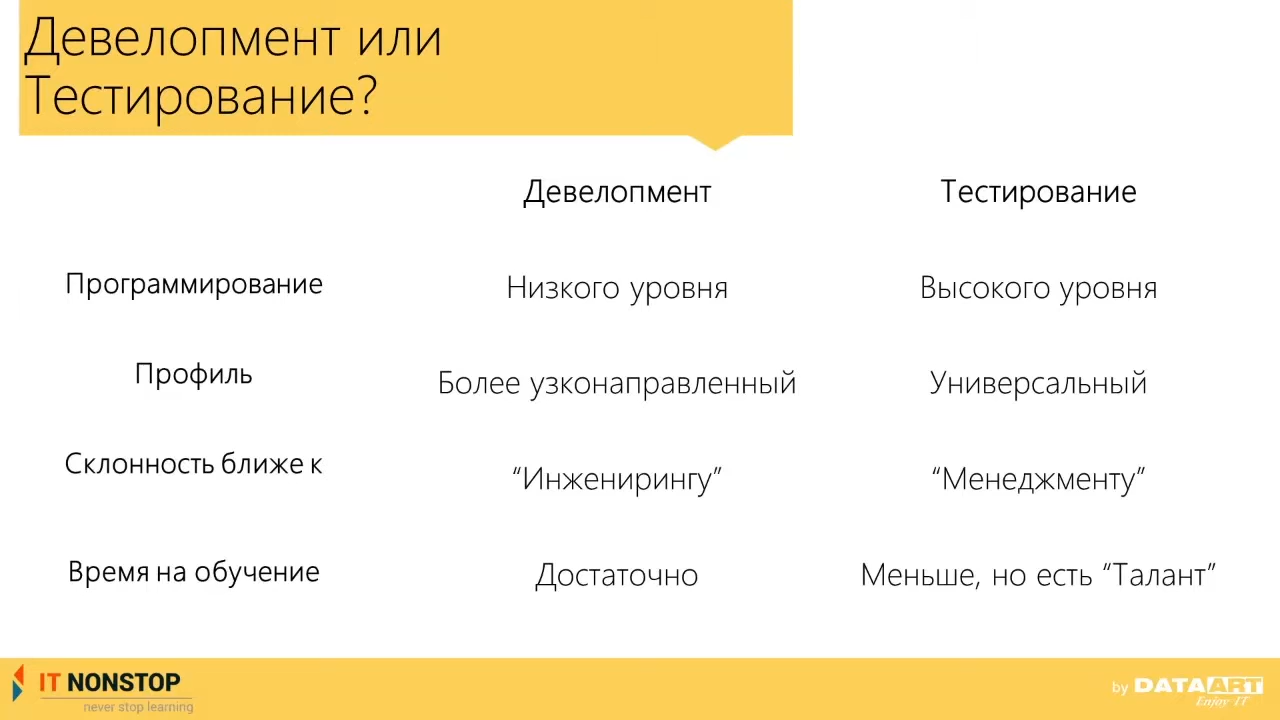 Девелопмент или
Тестирование?
Девелопмент Тестирование
Программирование Низкого уровня Высокого уровня
Профиль Более узконаправленный Универсальный
Склонность ближе к “Инженирингу” “Менеджменту”
Время на обучение Достаточно Меньше, но есть “Талант”
IT NONSTOP
never stop learning
by DATAART
Enjoy IT